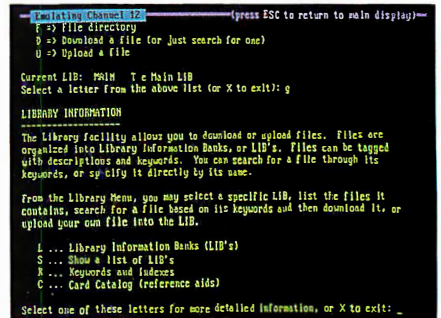 Emulating Channel 12 (press ESC to return to main display)
F => File directory
D => Download a file (or just search for one)
U => Upload a file
Current LIB: MAIN T e Main LIB
Select a letter from the above list (or X to exit): g
LIBRARY INFORMATION
-------------------
The Library facility allows you to download or upload files. Files are
organized into Library Information Banks, or LIB's. Files can be tagged
with descriptions and keywords. You can search for a file through its
keywords, or sp cify it directly by its name.
From the Library Menu, you may select a specific LIB, list the files it
contains, search for a file based on its keywords and then download it, or
upload your own file into the LIB.
L ... Library Information Banks (LIB's)
S ... Show a list of LIB's
K ... Keywords and Indexes
C ... Card Catalog (reference aids)
Select one of these letters for more detailed information, or X to exit: _